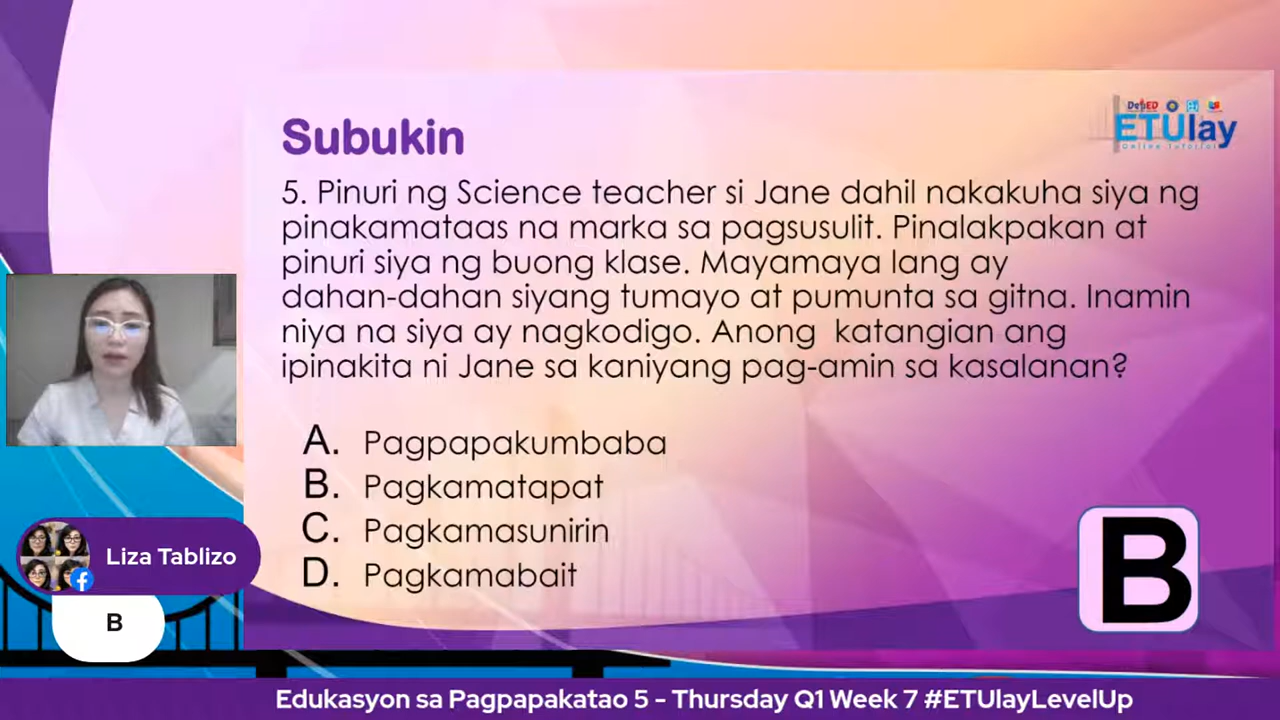 DepED
ETUlay
Online Tutorial
Subukin
5. Pinuri ng Science teacher si Jane dahil nakakuha siya ng
pinakamataas na marka sa pagsusulit. Pinalakpakan at
pinuri siya ng buong klase. Mayamaya lang ay
dahan-dahan siyang tumayo at pumunta sa gitna. Inamin
niya na siya ay nagkodigo. Anong katangian ang
ipinakita ni Jane sa kaniyang pag-amin sa kasalanan?
A. Pagpapakumbaba
B. Pagkamatapat
C. Pagkamasunirin
D. Pagkamabait
B
Liza Tablizo
B
Edukasyon sa Pagpapakatao 5 - Thursday Q1 Week 7 #ETUlayLevelUp